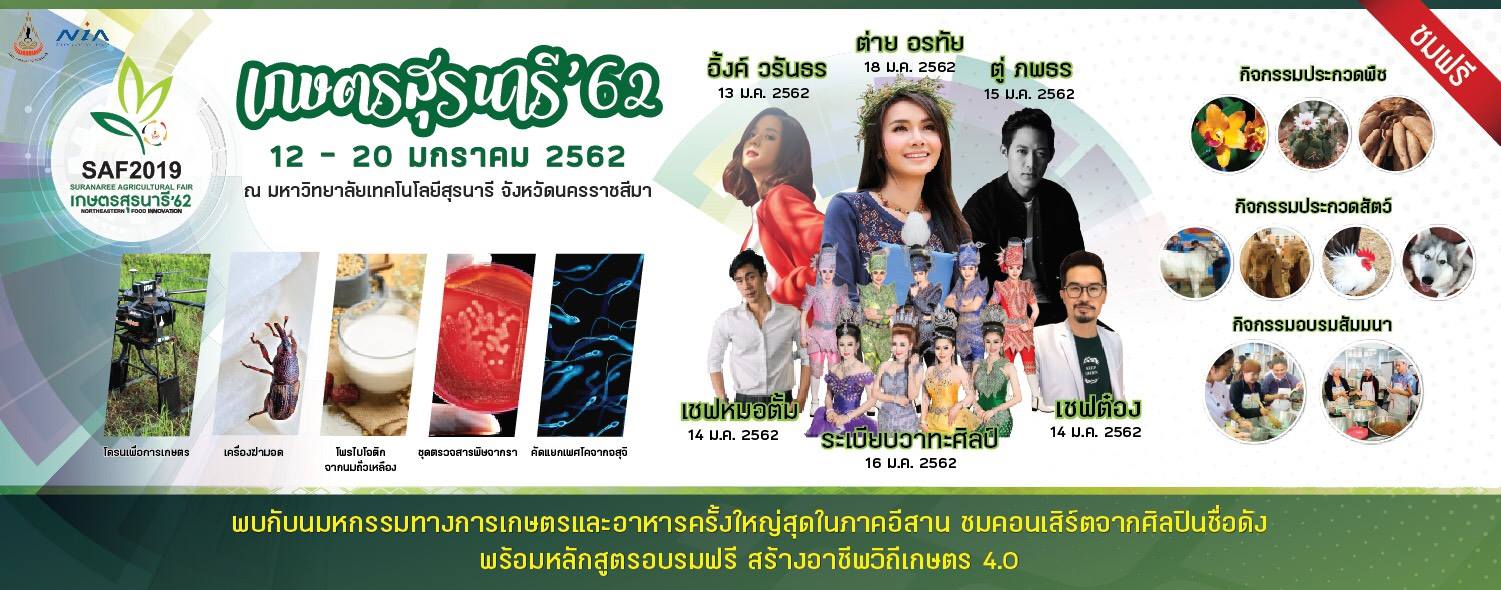 NIA
SAF2019
SURANAREE AGRICULTURAL FAIR
เกษตรสุรนารี'62
NORTHEASTERN FOOD INNOVATION
เกษตรสุรนารี'62
12 - 20 มกราคม 2562
ณ มหาวิทยาลัยเทคโนโลยีสุรนารี จังหวัดนครราชสีมา
โดรนเพื่อการเกษตร
เครื่องฆ่ามอด
โพรไบโอติก
จากนมถั่วเหลือง
ชุดตรวจสารพิษจากรา
คัดแยกเพศโคจากอสุจิ
อิ้งค์ วรันธร
13 ม.ค. 2562
ต่าย อรทัย
18 ม.ค. 2562
ตู่ ภพธร
15 ม.ค. 2562
เชฟหมอตั้ม
14 ม.ค. 2562
ระเบียบวาทะศิลป์
16 ม.ค. 2562
เชฟต๋อง
14 ม.ค. 2562
KEEP
ชมฟรี
กิจกรรมประกวดพืช
กิจกรรมประกวดสัตว์
กิจกรรมอบรมสัมมนา
พบกับนมหกรรมทางการเกษตรและอาหารครั้งใหญ่สุดในภาคอีสาน ชมคอนเสิร์ตจากศิลปินชื่อดัง
พร้อมหลักสูตรอบรมฟรี สร้างอาชีพวิถีเกษตร 4.0